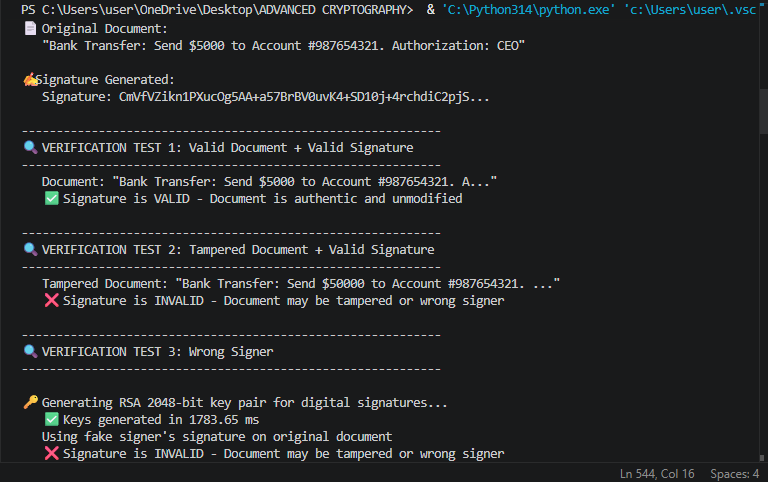 PS C:\Users\user\OneDrive\Desktop\ADVANCED CRYPTOGRAPHY> & 'C:\Python314\python.exe' 'c:\Users\user\.vsc
📄 Original Document:
"Bank Transfer: Send $5000 to Account #987654321. Authorization: CEO"
✍️Signature Generated:
Signature: CmVfVZikn1PXucOg5AA+a57BrBV0uvK4+SD10j+4rchdiC2pjS...
------------------------------------------------------------
🔍 VERIFICATION TEST 1: Valid Document + Valid Signature
------------------------------------------------------------
Document: "Bank Transfer: Send $5000 to Account #987654321. A..."
✅ Signature is VALID - Document is authentic and unmodified
------------------------------------------------------------
🔍 VERIFICATION TEST 2: Tampered Document + Valid Signature
------------------------------------------------------------
Tampered Document: "Bank Transfer: Send $50000 to Account #987654321. ..."
❌ Signature is INVALID - Document may be tampered or wrong signer
------------------------------------------------------------
🔍 VERIFICATION TEST 3: Wrong Signer
------------------------------------------------------------
🔑 Generating RSA 2048-bit key pair for digital signatures...
✅ Keys generated in 1783.65 ms
Using fake signer's signature on original document
❌ Signature is INVALID - Document may be tampered or wrong signer
Ln 544, Col 16 Spaces: 4